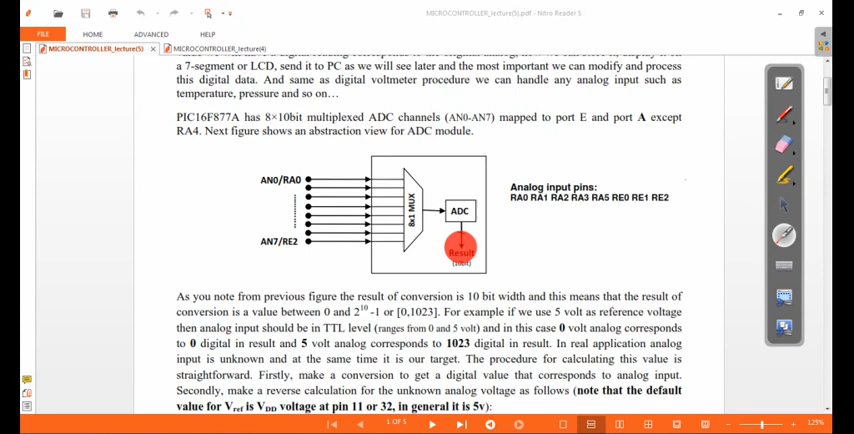 MICROCONTROLLER_lecture(5).pdf - Nitro Reader 5
FILE HOME ADVANTAGE HELP
MICROCONTROLLER_lecture(5) × MICROCONTROLLER_lecture(4)
a 7-segment or LCD, send it to PC as we will see later and the most important we can modify and process
this digital data. And same as digital voltmeter procedure we can handle any analog input such as
temperature, pressure and so on…
PIC16F877A has 8×10bit multiplexed ADC channels (AN0-AN7) mapped to port E and port A except
RA4. Next figure shows an abstraction view for ADC module.
AN0/RA0
AN7/RE2
8x1 MUX
ADC
Result
(10bit)
Analog input pins:
RA0 RA1 RA2 RA3 RA5 RE0 RE1 RE2
As you note from previous figure the result of conversion is 10 bit width and this means that the result of
conversion is a value between 0 and 2¹⁰ -1 or [0,1023]. For example if we use 5 volt as reference voltage
then analog input should be in TTL level (ranges from 0 and 5 volt) and in this case 0 volt analog corresponds
to 0 digital in result and 5 volt analog corresponds to 1023 digital in result. In real application analog
input is unknown and at the same time it is our target. The procedure for calculating this value is
straightforward. Firstly, make a conversion to get a digital value that corresponds to analog input.
Secondly, make a reverse calculation for the unknown analog voltage as follows (note that the default
value for Vref is VDD voltage at pin 11 or 32, in general it is 5v):
1 OF 5
125%